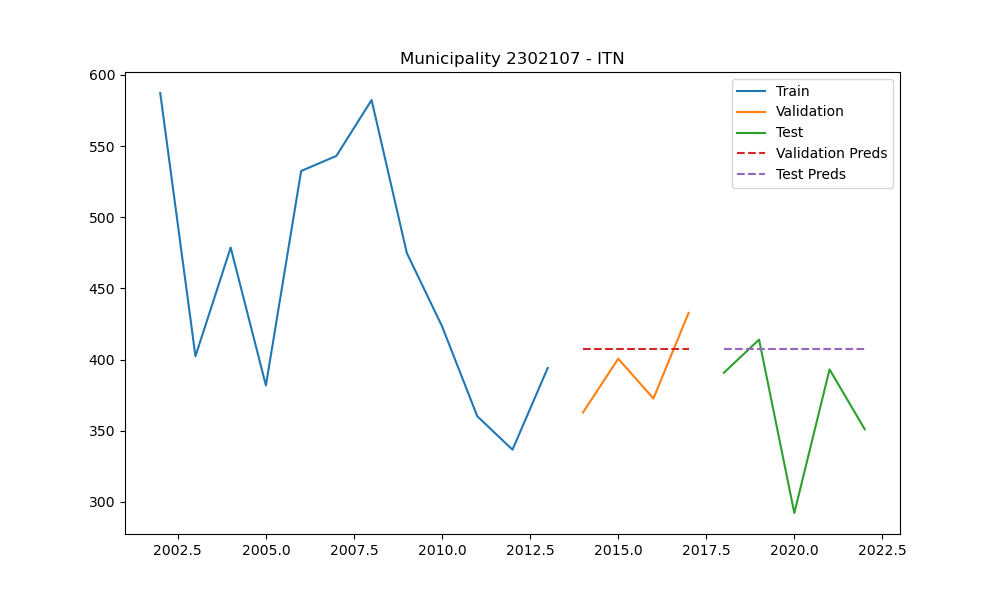 Municipality 2302107 - ITN
600
550
500
450
400
350
300
2002.5 2005.0 2007.5 2010.0 2012.5 2015.0 2017.5 2020.0 2022.5
Train
Validation
Test
Validation Preds
Test Preds